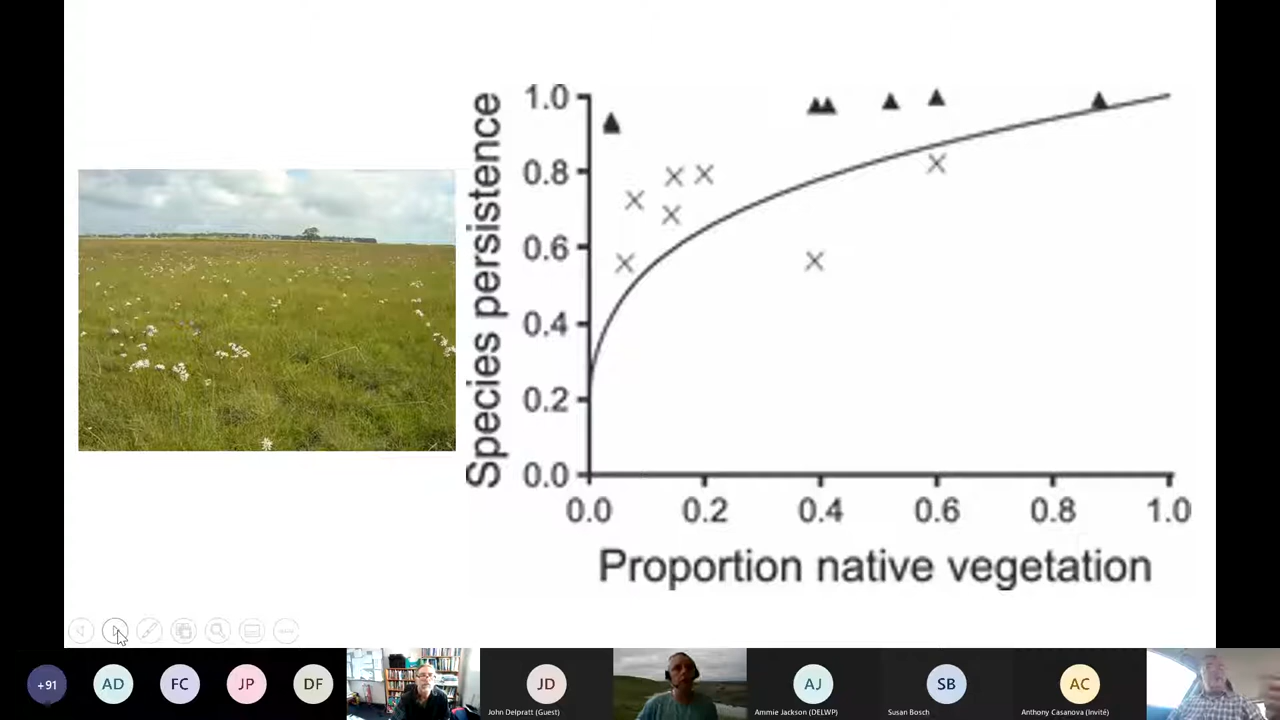 Species persistence
1.0
0.8
0.6
0.4
0.2
0.0
0.0 0.2 0.4 0.6 0.8 1.0
Proportion native vegetation
+91 AD FC JP DF JD AJ SB AC
John Delpratt (Guest) Ammie Jackson (DELWP) Susan Bosch Anthony Casanova (Invité)